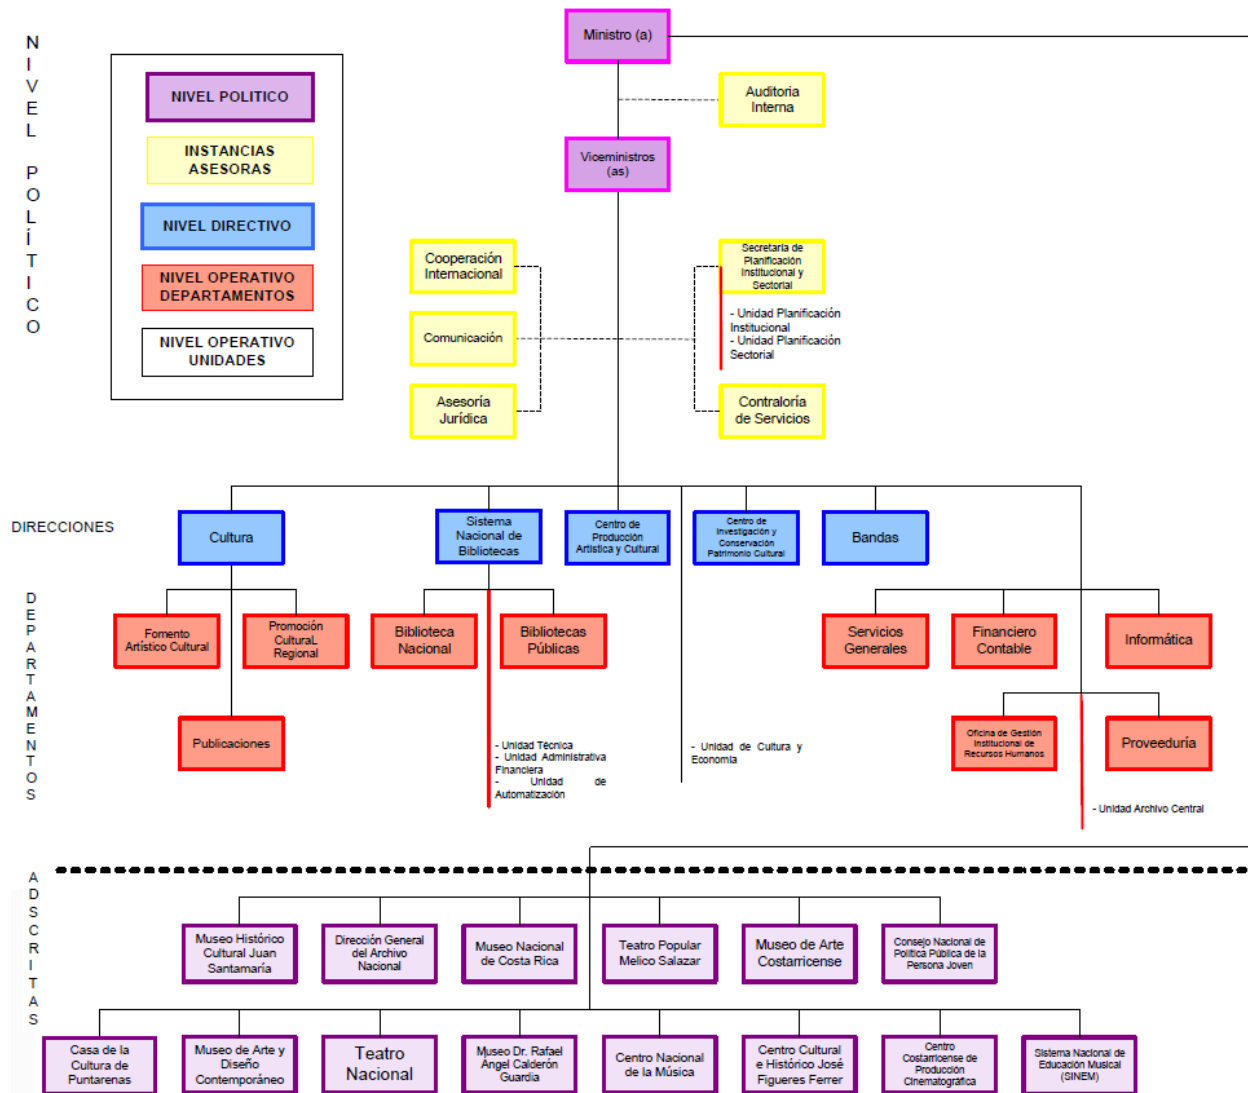 NIVEL POLÍTICO
Ministro (a)
NIVEL POLITICO
Auditoria
Interna
INSTANCIAS
ASESORAS
Viceministros
(as)
NIVEL DIRECTIVO
NIVEL OPERATIVO
DEPARTAMENTOS
NIVEL OPERATIVO
UNIDADES
Cooperación
Internacional
Secretaría de
Planificación
Institucional y
Sectorial
- Unidad Planificación
Institucional
- Unidad Planificación
Sectorial
Comunicación
Asesoría
Jurídica
Contraloría
de Servicios
DIRECCIONES
Cultura
Sistema
Nacional de
Bibliotecas
Centro de
Producción
Artística y Cultural
Centro de
Investigación y
Conservación
Patrimonio Cultural
Bandas
DEPARTAMENTOS
Fomento
Artístico Cultural
Promoción
CulturaL
Regional
Biblioteca
Nacional
Bibliotecas
Públicas
Servicios
Generales
Financiero
Contable
Informática
Publicaciones
- Unidad Técnica
- Unidad Administrativa
Financiera
- Unidad de
Automatización
- Unidad de Cultura y
Economía
Oficina de Gestión
Institucional de
Recursos Humanos
Proveeduría
- Unidad Archivo Central
ADSCRITAS
Museo Histórico
Cultural Juan
Santamaría
Dirección General
del Archivo
Nacional
Museo Nacional
de Costa Rica
Teatro Popular
Melico Salazar
Museo de Arte
Costarricense
Consejo Nacional de
Política Pública de la
Persona Joven
Casa de la
Cultura de
Puntarenas
Museo de Arte y
Diseño
Contemporáneo
Teatro
Nacional
Museo Dr. Rafael
Angel Calderón
Guardia
Centro Nacional
de la Música
Centro Cultural
e Histórico José
Figueres Ferrer
Centro
Costarricense de
Producción
Cinematográfica
Sistema Nacional de
Educación Musical
(SINEM)